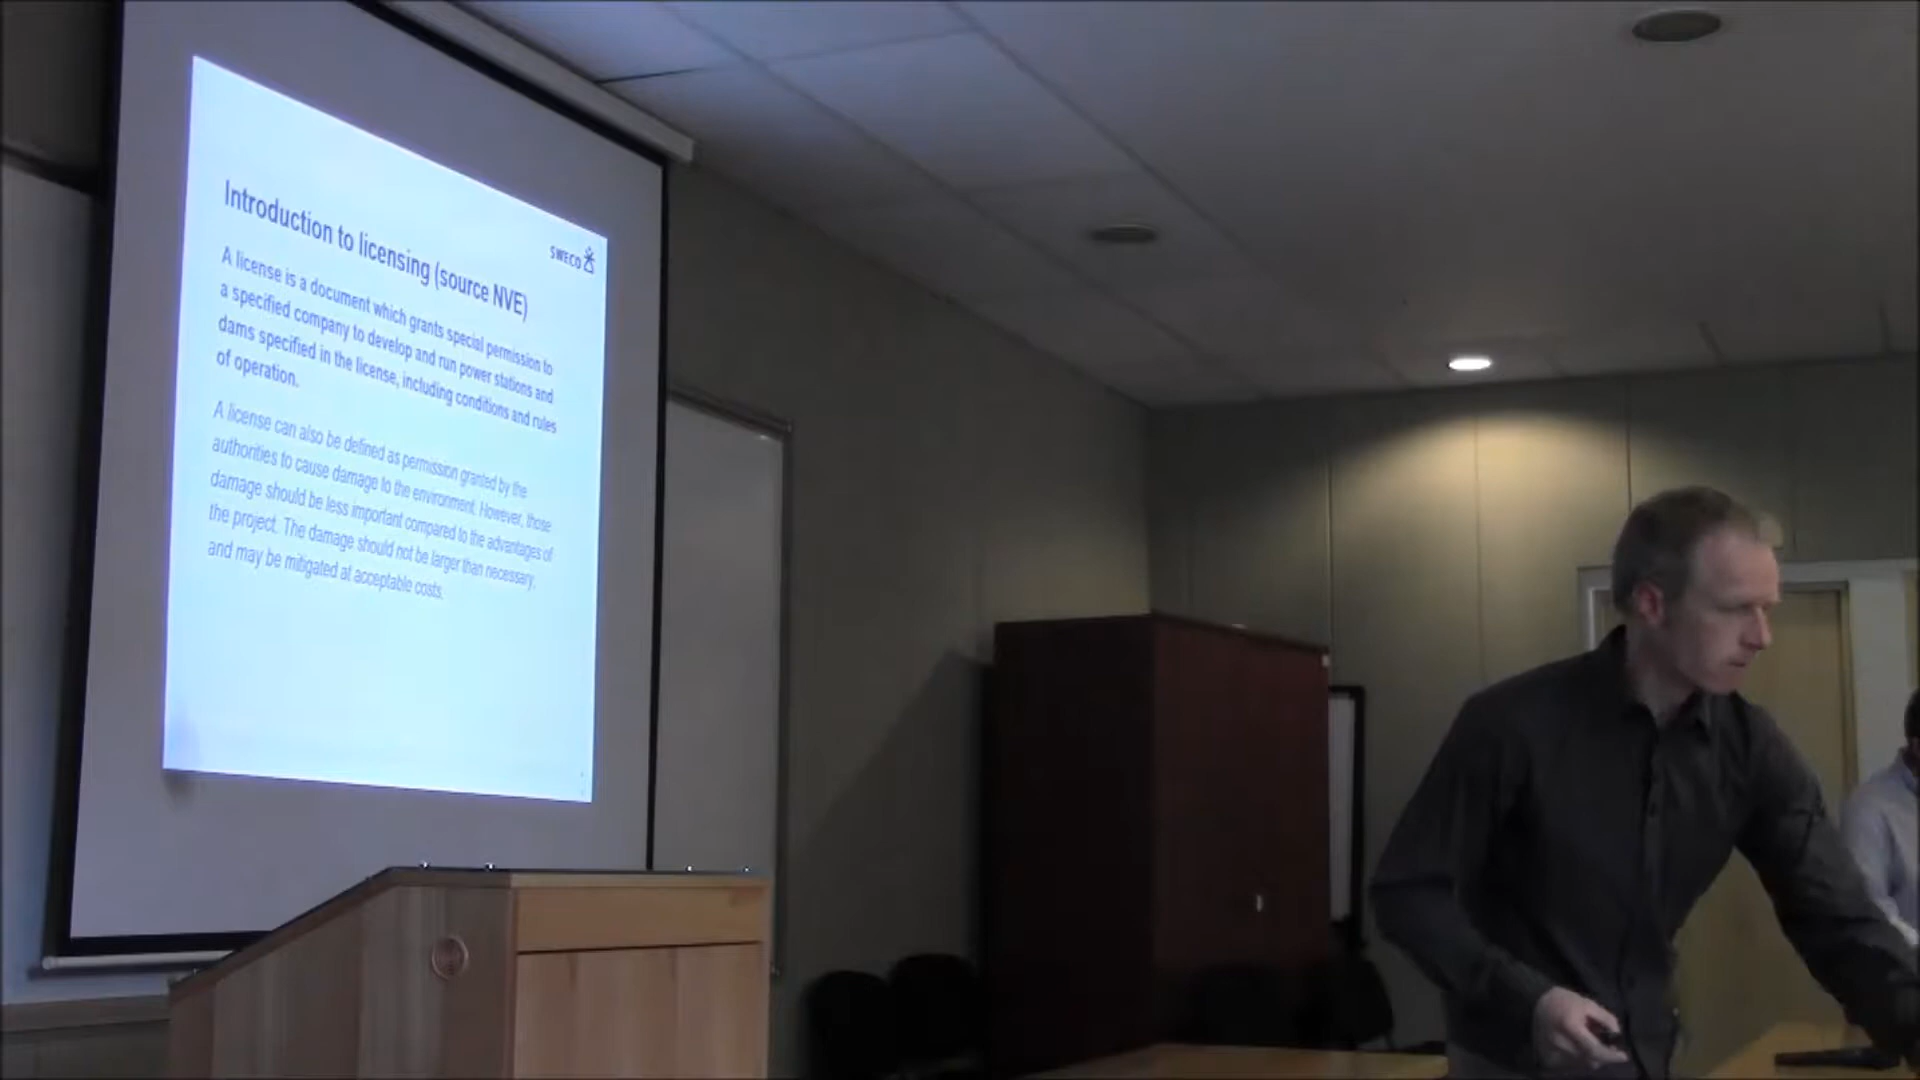 Introduction to licensing (source NVE)
SWECO
A license is a document which grants special permission to
a specified company to develop and run power stations and
dams specified in the license, including conditions and rules
of operation.
A license can also be defined as permission granted by the
authorities to cause damage to the environment. However, those
damage should be less important compared to the advantages of
the project. The damage should not be larger than necessary,
and may be mitigated at acceptable costs.